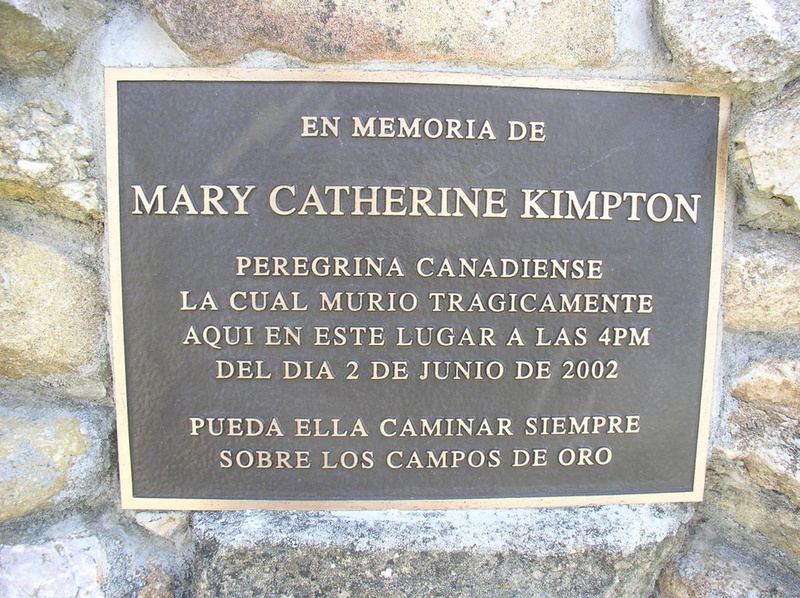 EN MEMORIA DE
MARY CATHERINE KIMPTON
PEREGRINA CANADIENSE
LA CUAL MURIO TRAGICAMENTE
AQUI EN ESTE LUGAR A LAS 4PM
DEL DIA 2 DE JUNIO DE 2002
PUEDA ELLA CAMINAR SIEMPRE
SOBRE LOS CAMPOS DE ORO